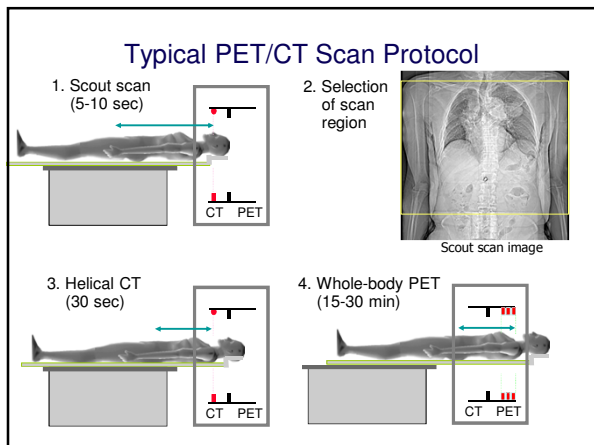 Typical PET/CT Scan Protocol
1. Scout scan
(5-10 sec)
CT PET
2. Selection
of scan
region
Scout scan image
3. Helical CT
(30 sec)
CT PET
4. Whole-body PET
(15-30 min)
CT PET